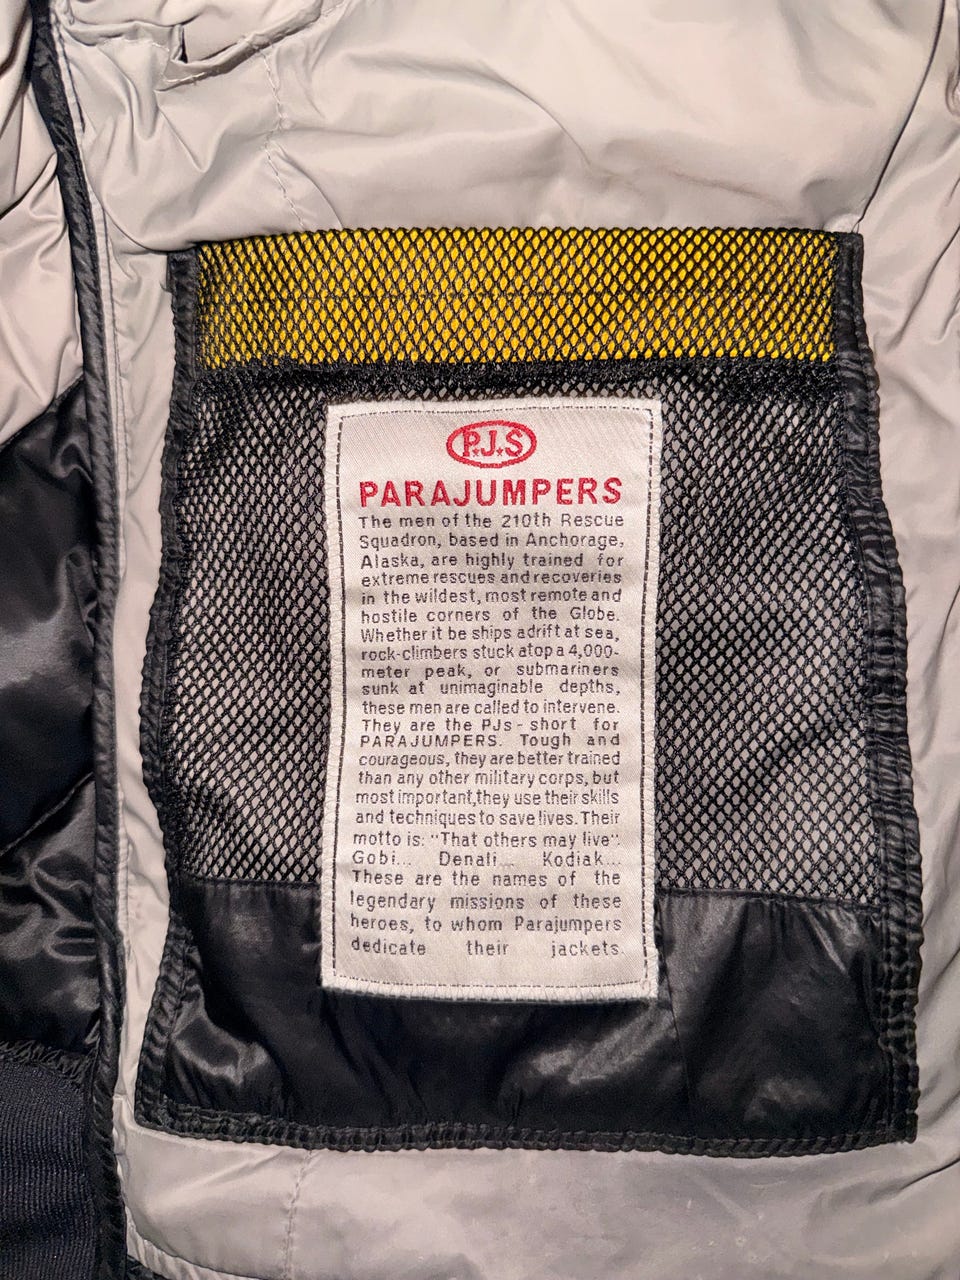 P.J.S
PARAJUMPERS
The men of the 210th Rescue
Squadron, based in Anchorage,
Alaska, are highly trained for
extreme rescues and recoveries
in the wildest, most remote and
hostile corners of the Globe.
Whether it be ships adrift at sea,
rock-climbers stuck atop a 4,000-
meter peak, or submariners
sunk at unimaginable depths,
these men are called to intervene.
They are the PJs - short for
PARAJUMPERS. Tough and
courageous, they are better trained
than any other military corps, but
most important,they use their skills
and techniques to save lives. Their
motto is: "That others may live".
Gobi... Denali... Kodiak...
These are the names of the
legendary missions of these
heroes, to whom Parajumpers
dedicate their jackets.